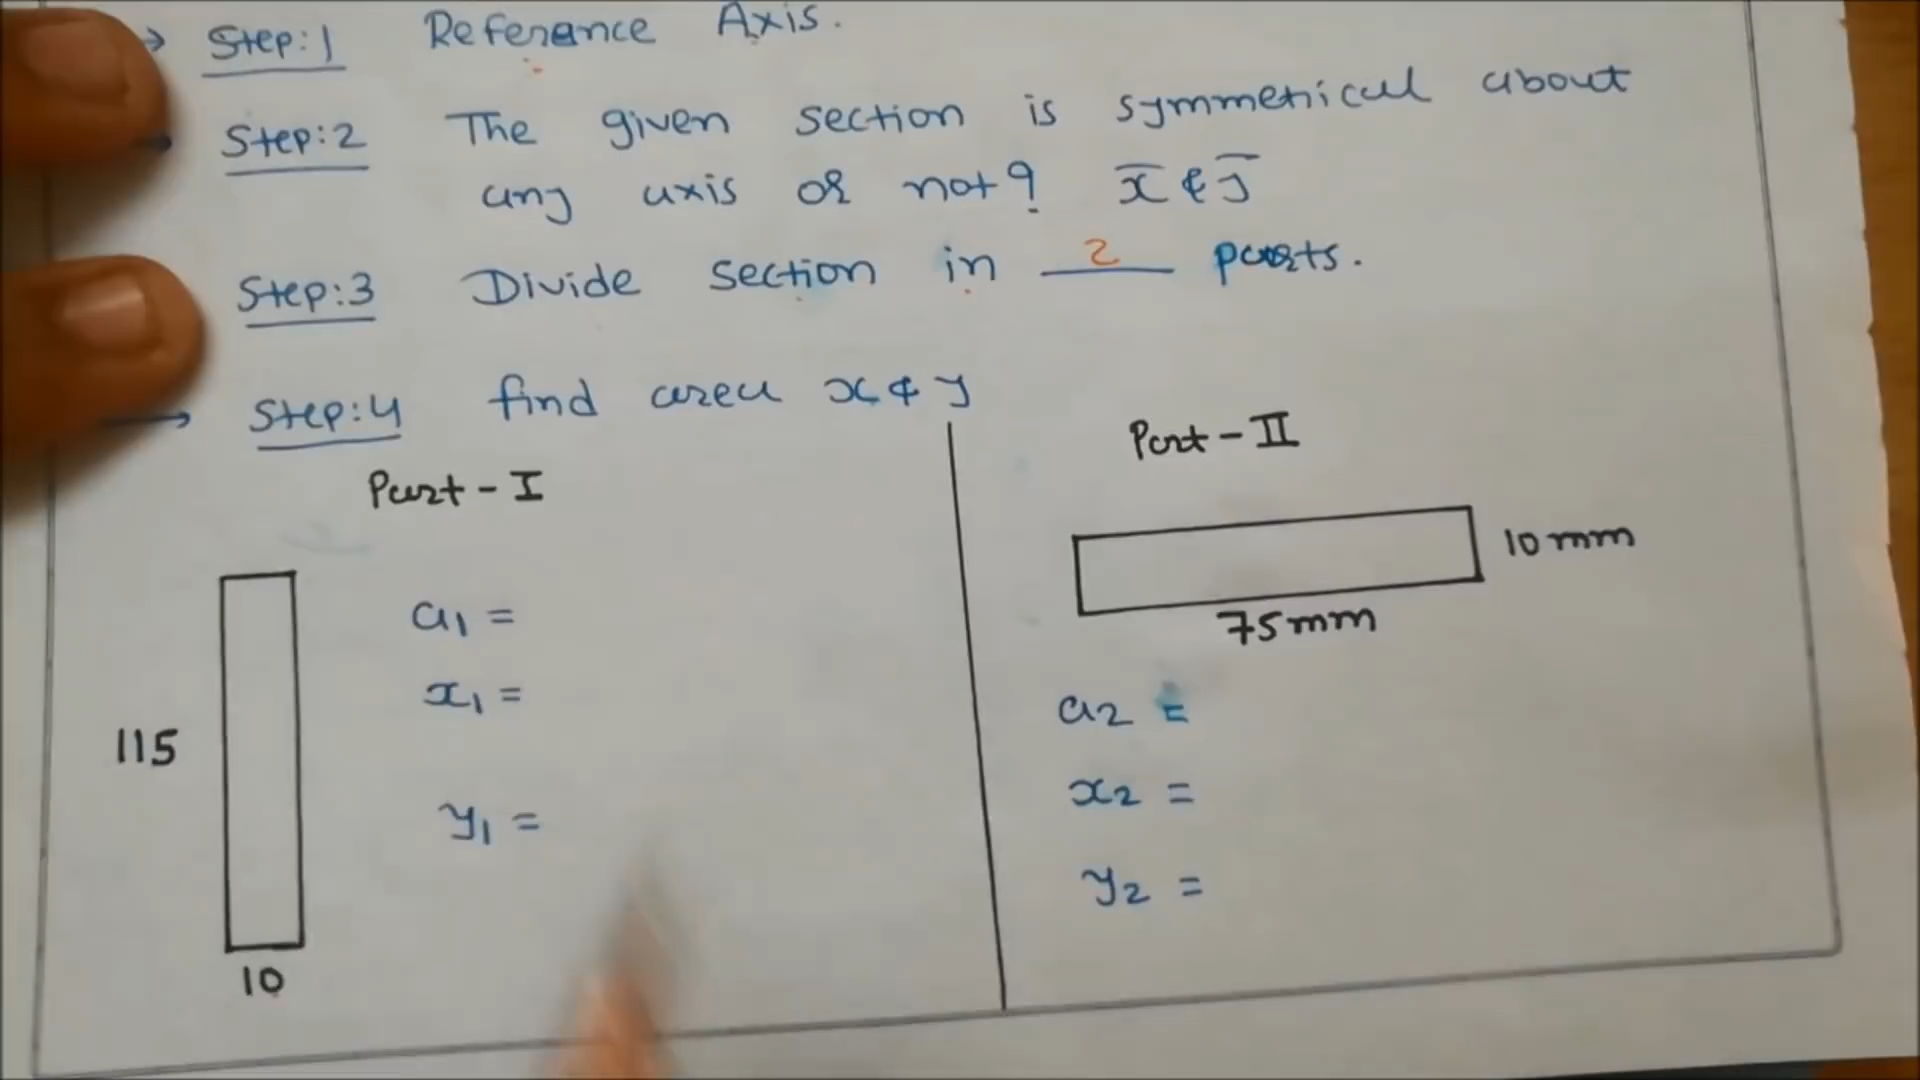 Step:1 Reference Axis.
Step:2 The given section is symmetrical about
any axis or not? x̄ & ȳ
Step:3 Divide section in 2 parts.
Step:4 find area x & y
Part - I
Part - II
10 mm
75 mm
a1 =
x1 =
115
y1 =
10
a2 =
x2 =
y2 =